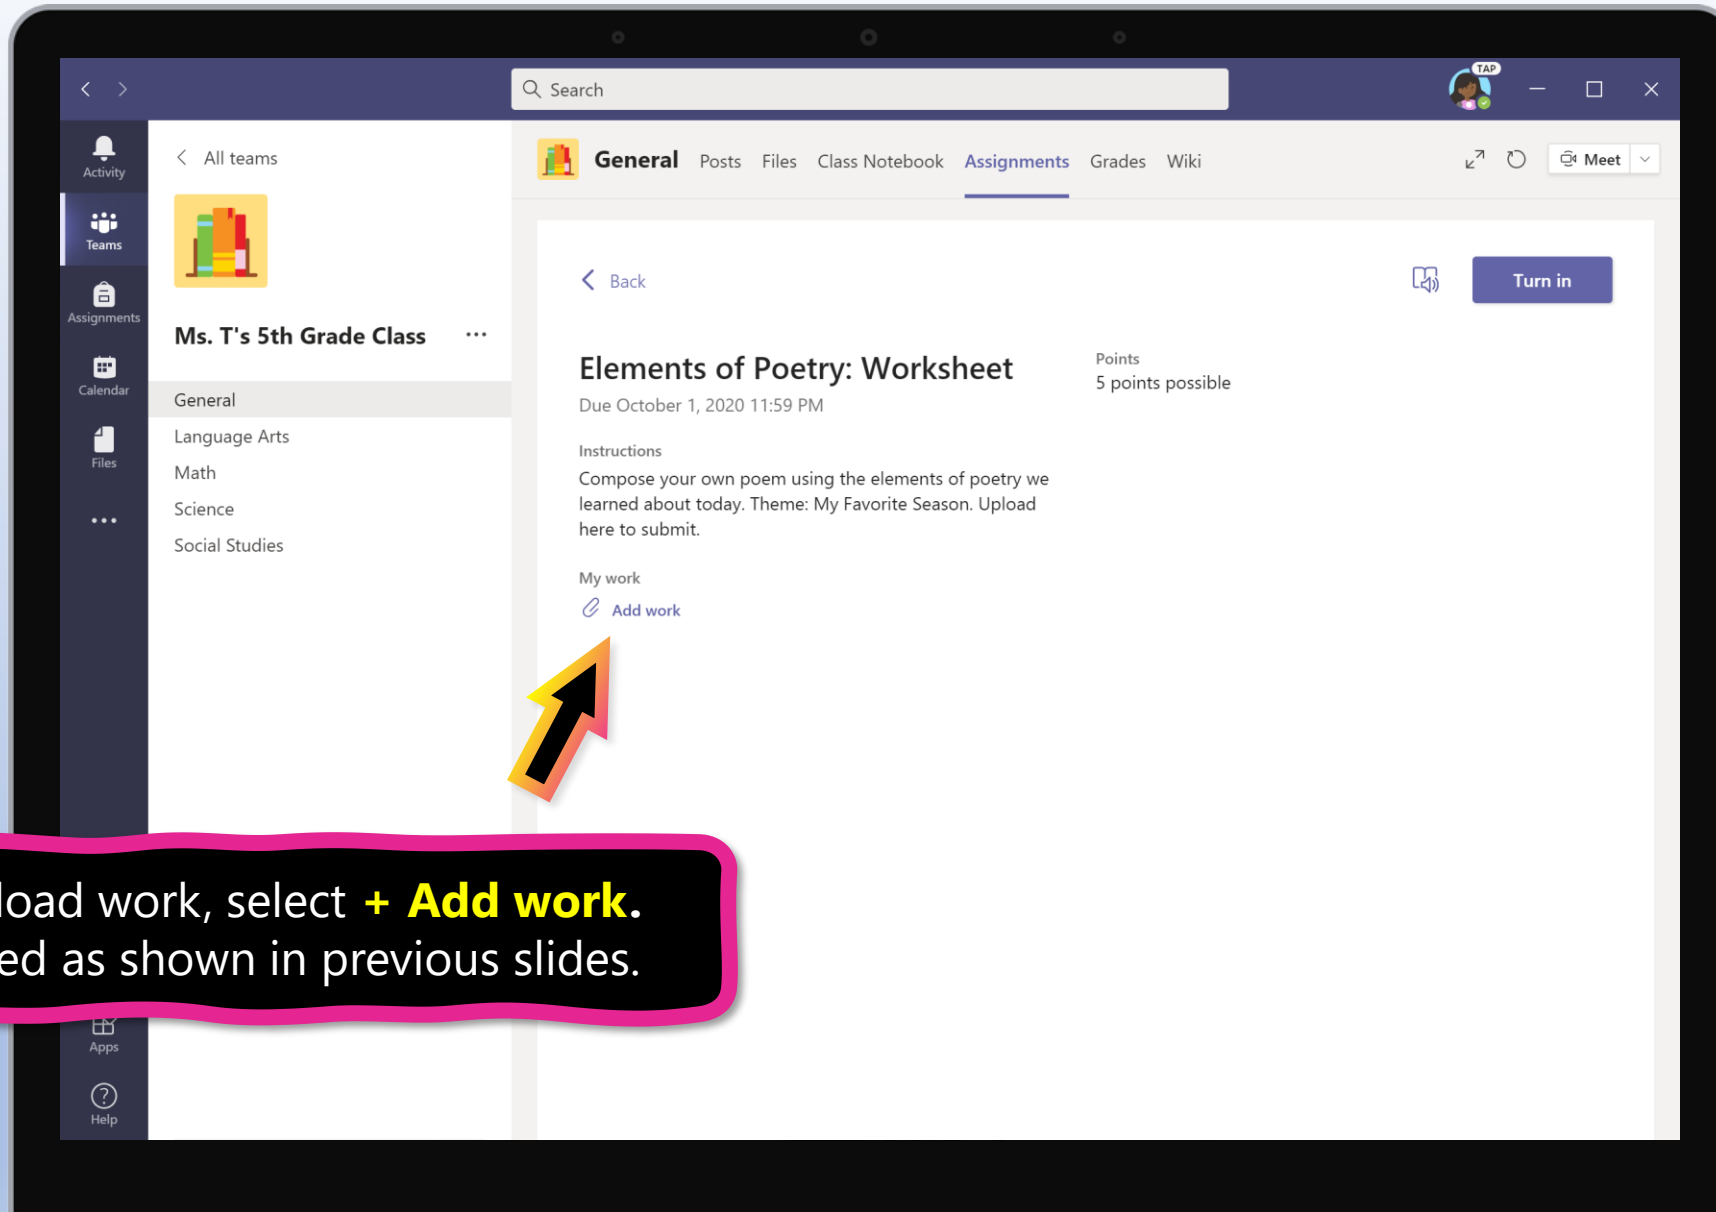 Search
TAP
Activity
Teams
Assignments
Calendar
Files
Apps
Help
All teams
Ms. T's 5th Grade Class
General
Language Arts
Math
Science
Social Studies
General Posts Files Class Notebook Assignments Grades Wiki
Meet
Back
Turn in
Elements of Poetry: Worksheet
Due October 1, 2020 11:59 PM
Points
5 points possible
Instructions
Compose your own poem using the elements of poetry we
learned about today. Theme: My Favorite Season. Upload
here to submit.
My work
Add work
load work, select + Add work.
ed as shown in previous slides.